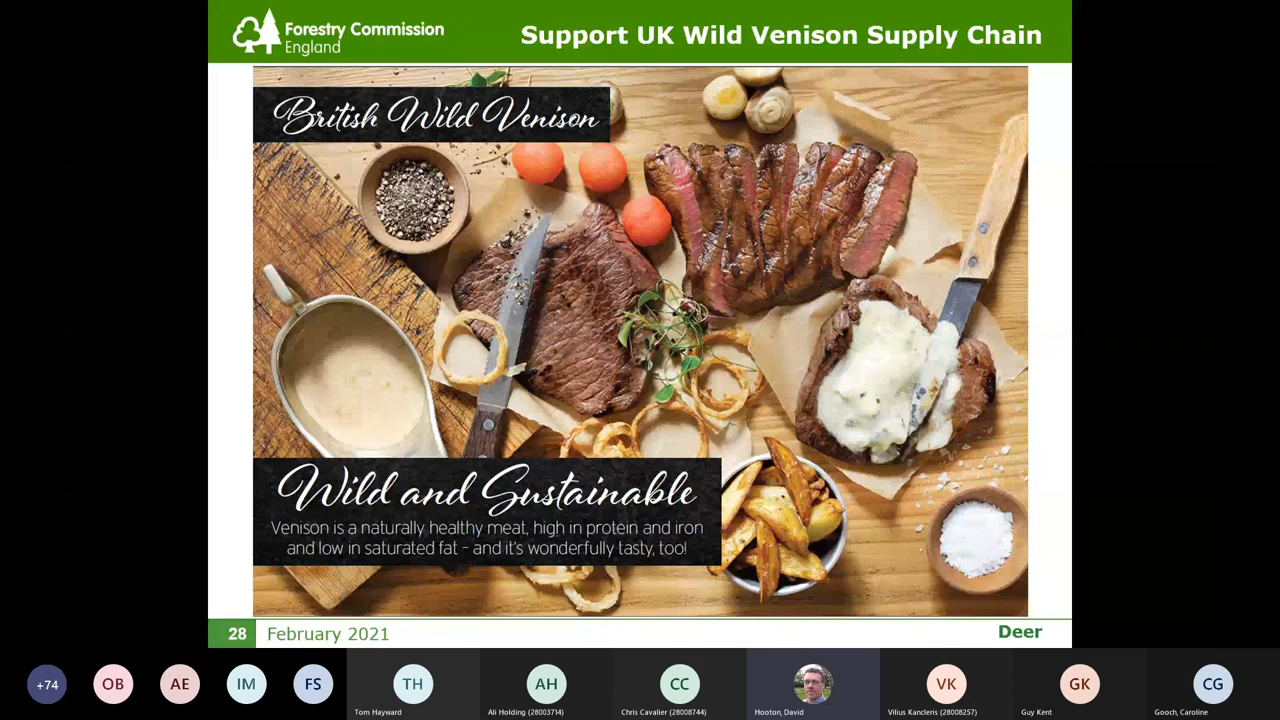 Forestry Commission
England
Support UK Wild Venison Supply Chain
British Wild Venison
Wild and Sustainable
Venison is a naturally healthy meat, high in protein and iron
and low in saturated fat - and it's wonderfully tasty, too!
28
February 2021
Deer
+74
OB
AE
IM
FS
TH
AH
CC
VK
GK
CG
Tom Hayward
Ali Holding (28003714)
Chris Cavalier (28008744)
Hooton, David
Vilius Kancleris (28008257)
Guy Kent
Gooch, Caroline